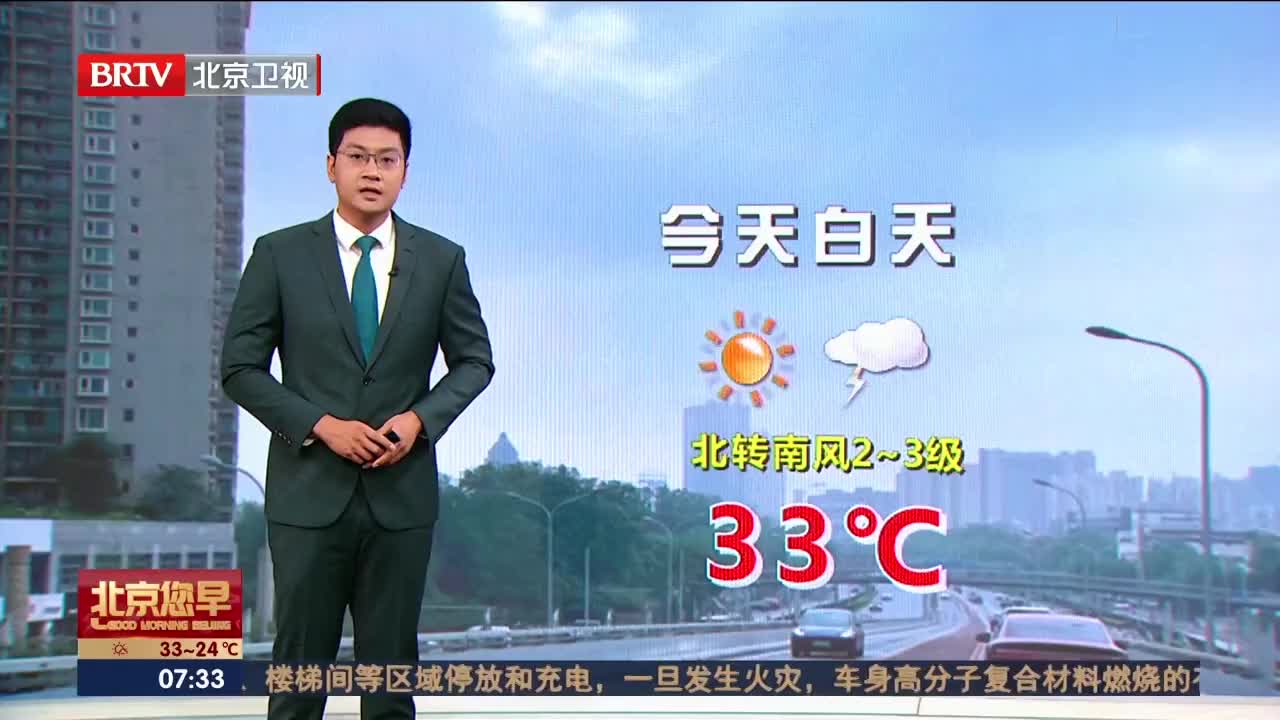 BRTV 北京卫视
今天白天
北转南风2~3级
33℃
北京您早
GOOD MORNING BEIJING
33~24℃
07:33
、楼梯间等区域停放和充电，一旦发生火灾，车身高分子复合材料燃烧的